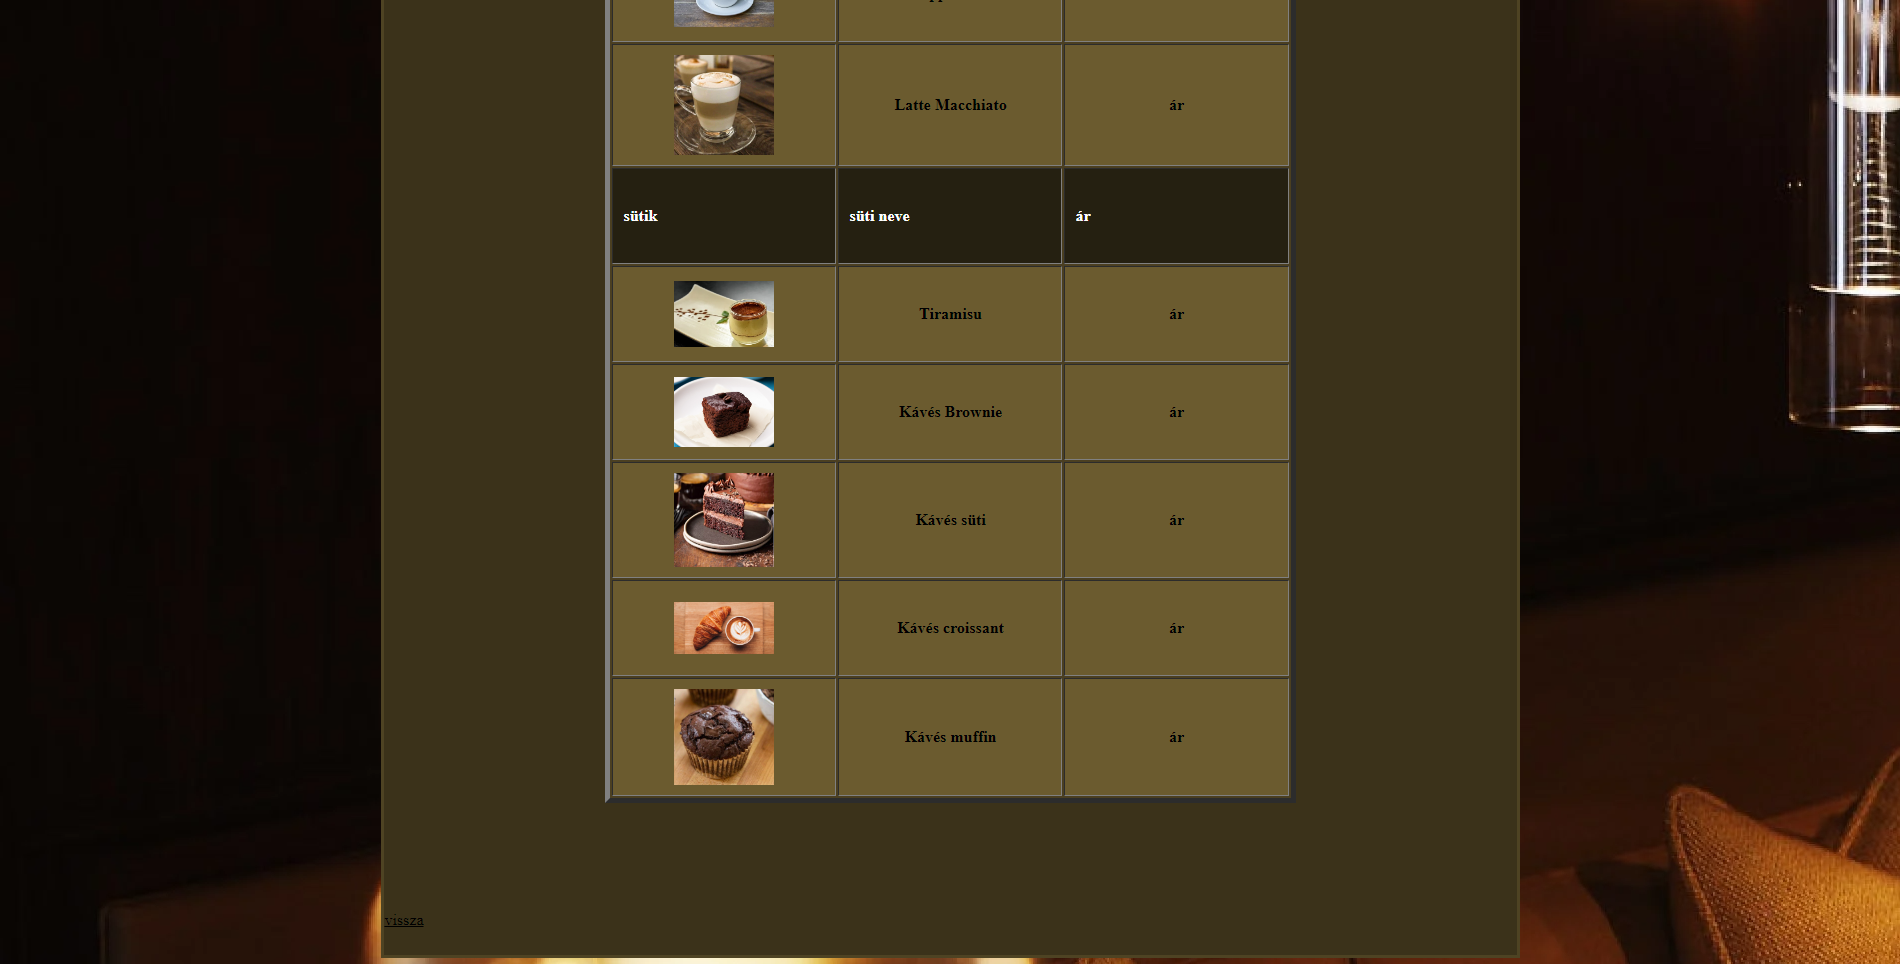 Latte Macchiato ár
sütik süti neve ár
Tiramisu ár
Kávés Brownie ár
Kávés süti ár
Kávés croissant ár
Kávés muffin ár
vissza